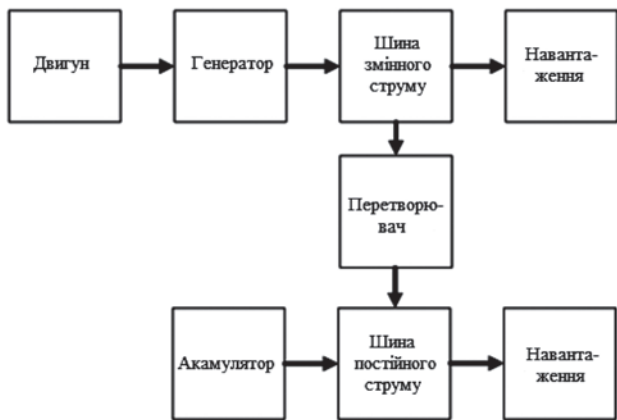 Двигун
Генератор
Шина
змінного
струму
Наванта-
ження
Перетворю-
вач
Акамулятор
Шина
постійного
струму
Наванта-
ження